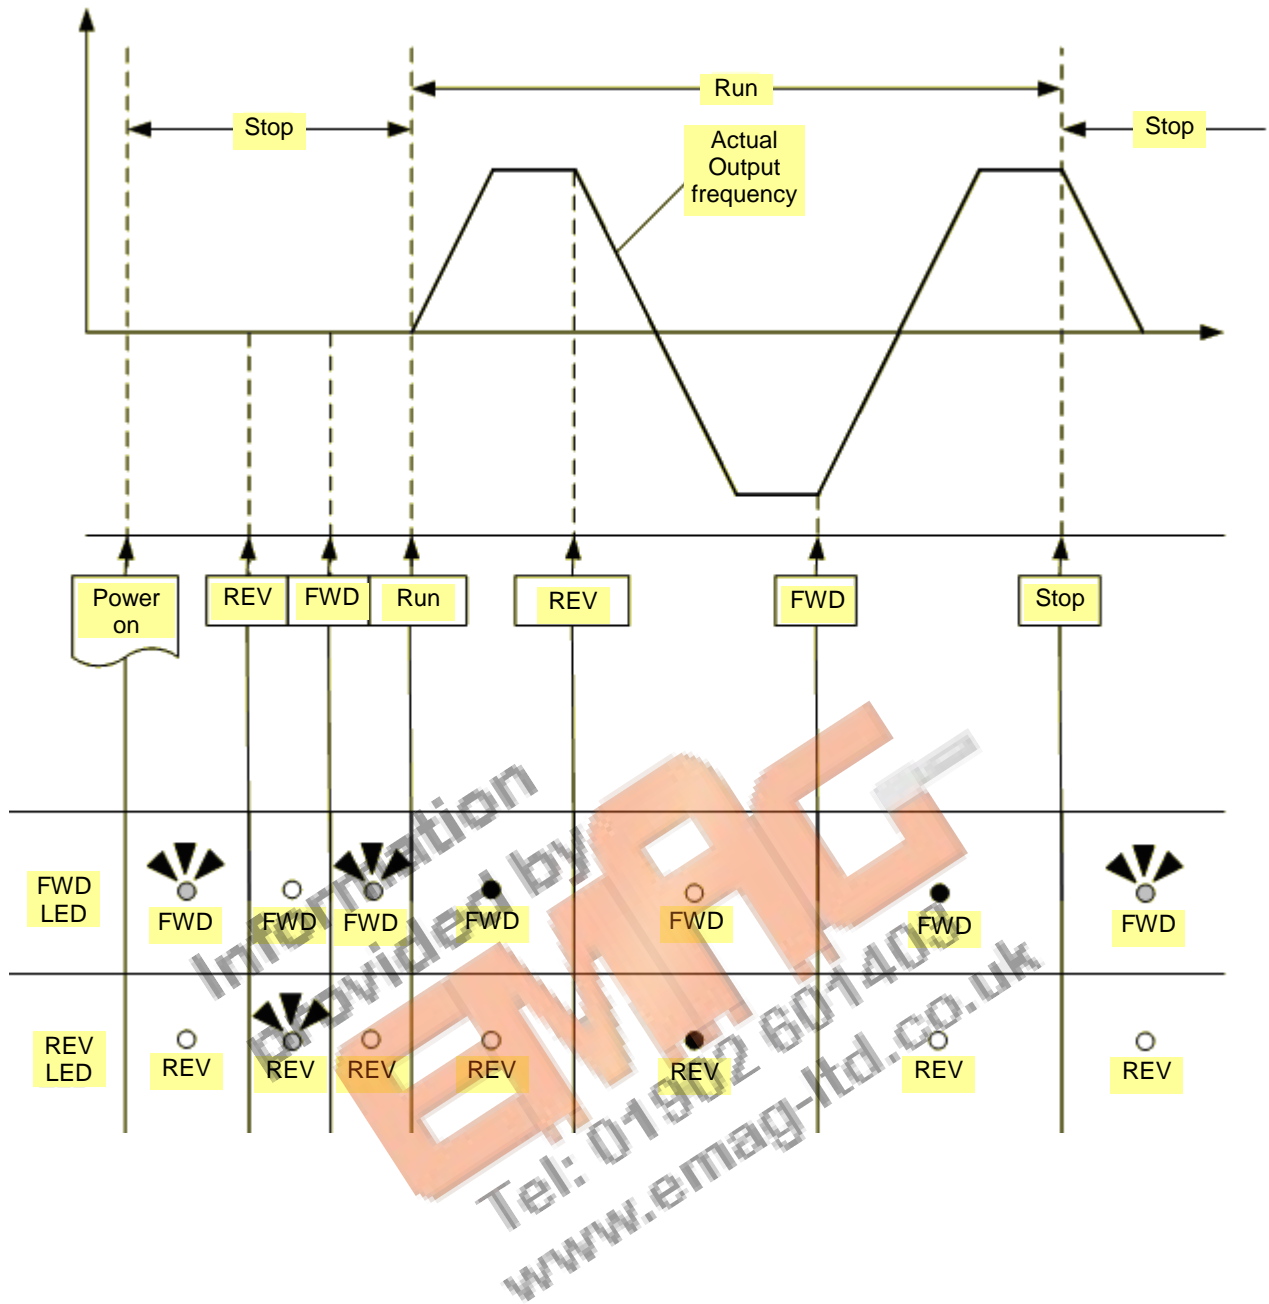 Run
Stop
Stop
Actual
Output
frequency
Power
on
REV
FWD
Run
REV
FWD
Stop
FWD
LED
FWD
FWD
FWD
FWD
FWD
FWD
FWD
REV
LED
REV
REV
REV
REV
REV
REV
REV
Information
provided by
EMAG
Tel: 01902 601403
www.emag-ltd.co.uk